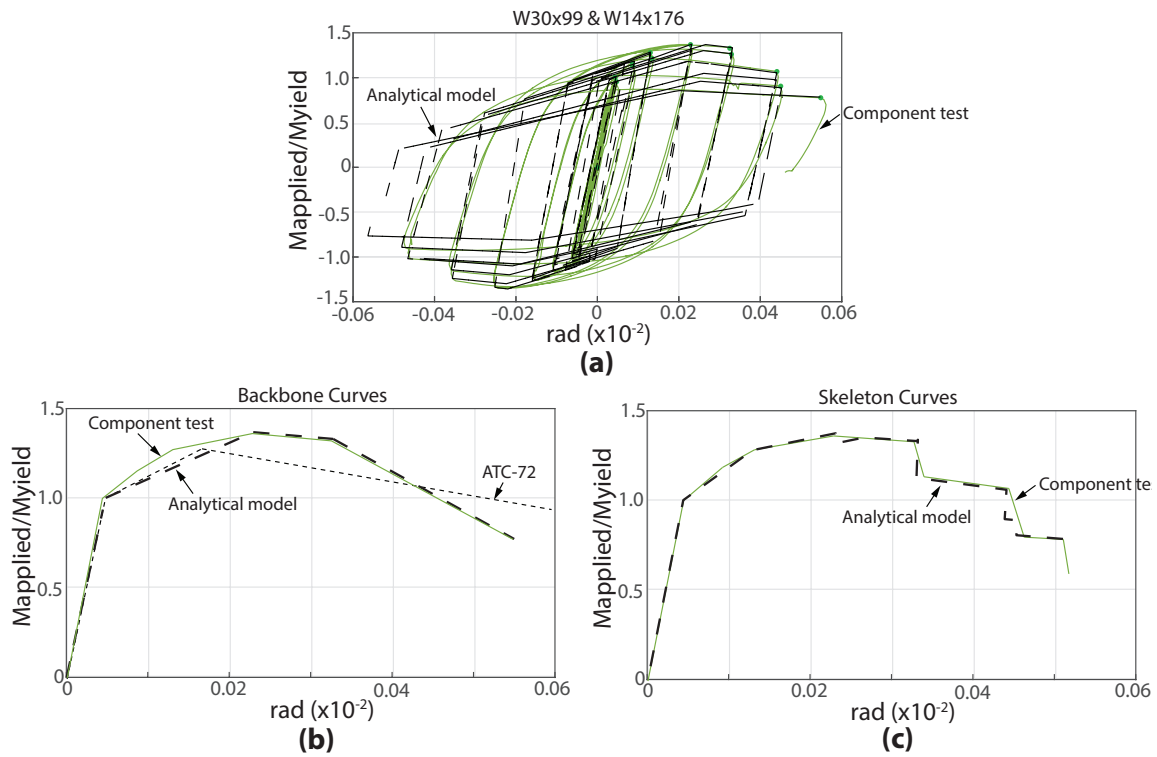 W30x99 & W14x176
Mapplied/Myield
1.5
1.0
0.5
0
-0.5
-1.0
-1.5
Analytical model
Component test
-0.06
-0.04
-0.02
0
0.02
0.04
0.06
rad (x10-2)
(a)
Backbone Curves
Mapplied/Myield
1.5
1.0
0.5
0
Component test
Analytical model
ATC-72
0
0.02
0.04
0.06
rad (x10-2)
(b)
Skeleton Curves
Mapplied/Myield
1.5
1.0
0.5
0
Component te
Analytical model
0
0.02
0.04
0.06
rad (x10-2)
(c)